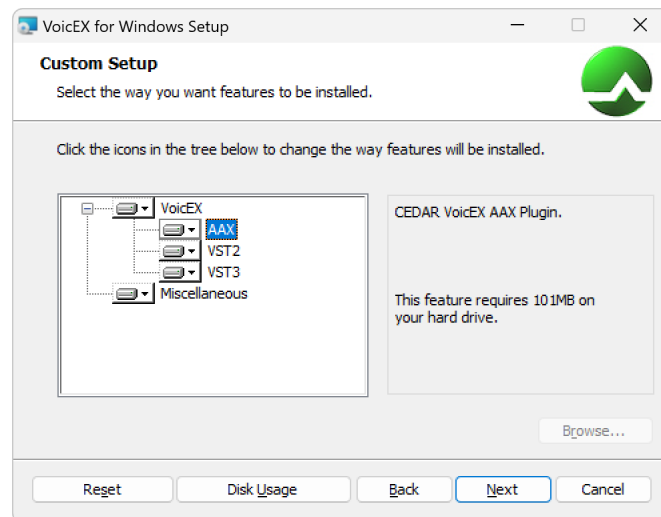 VoicEX for Windows Setup
Custom Setup
Select the way you want features to be installed.
Click the icons in the tree below to change the way features will be installed.
VoicEX
AAX
VST2
VST3
Miscellaneous
CEDAR VoicEX AAX Plugin.
This feature requires 101MB on
your hard drive.
Browse...
Reset
Disk Usage
Back
Next
Cancel